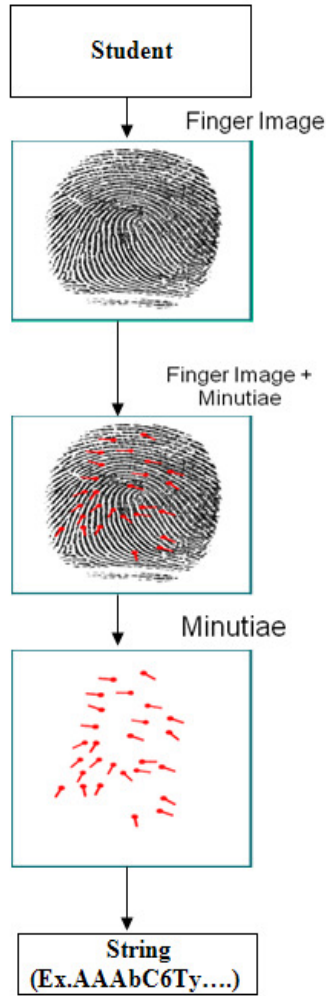 Student
Finger Image
Finger Image +
Minutiae
Minutiae
String
(Ex.AAAbC6Ty....)